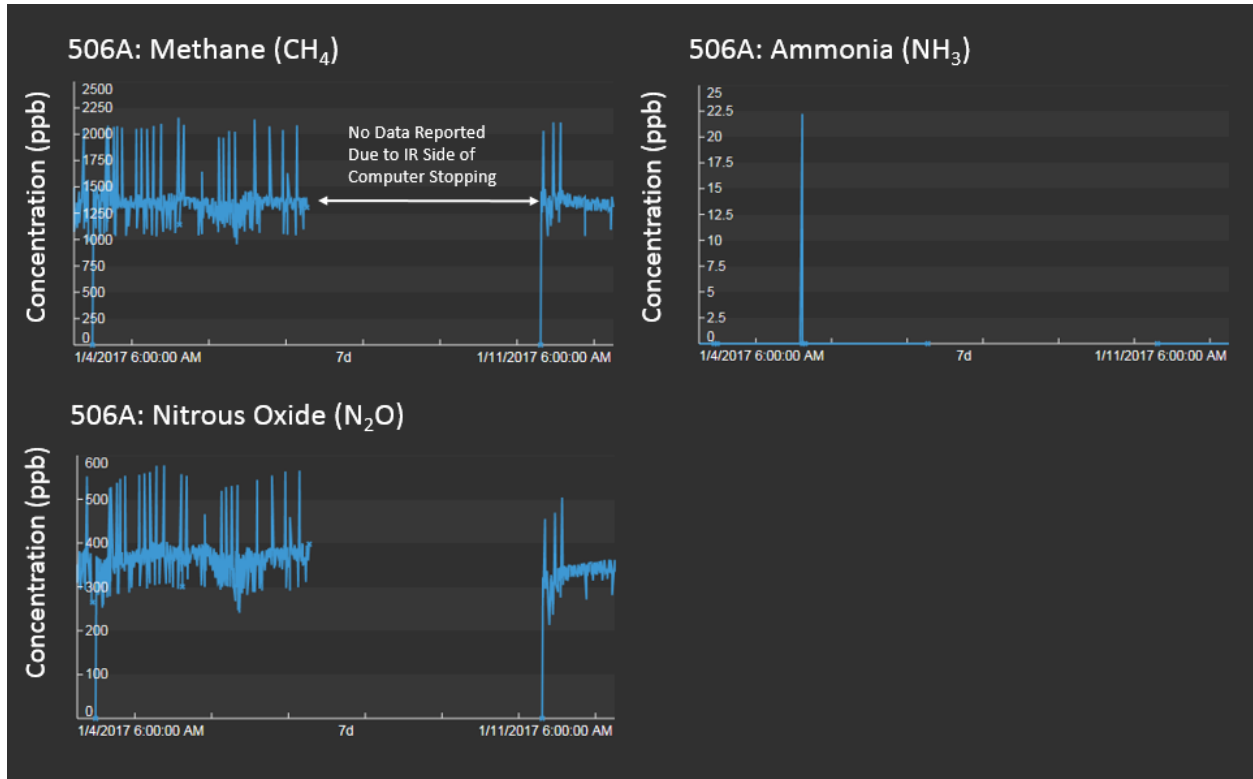 506A: Methane (CH₄)
Concentration (ppb)
2500
2250
2000
1750
1500
1250
1000
750
500
250
0
No Data Reported
Due to IR Side of
Computer Stopping
1/4/2017 6:00:00 AM
7d
1/11/2017 6:00:00 AM
506A: Ammonia (NH₃)
Concentration (ppb)
25
22.5
20
17.5
15
12.5
10
7.5
5
2.5
0
1/4/2017 6:00:00 AM
7d
1/11/2017 6:00:00 AM
506A: Nitrous Oxide (N₂O)
Concentration (ppb)
600
500
400
300
200
100
0
1/4/2017 6:00:00 AM
7d
1/11/2017 6:00:00 AM